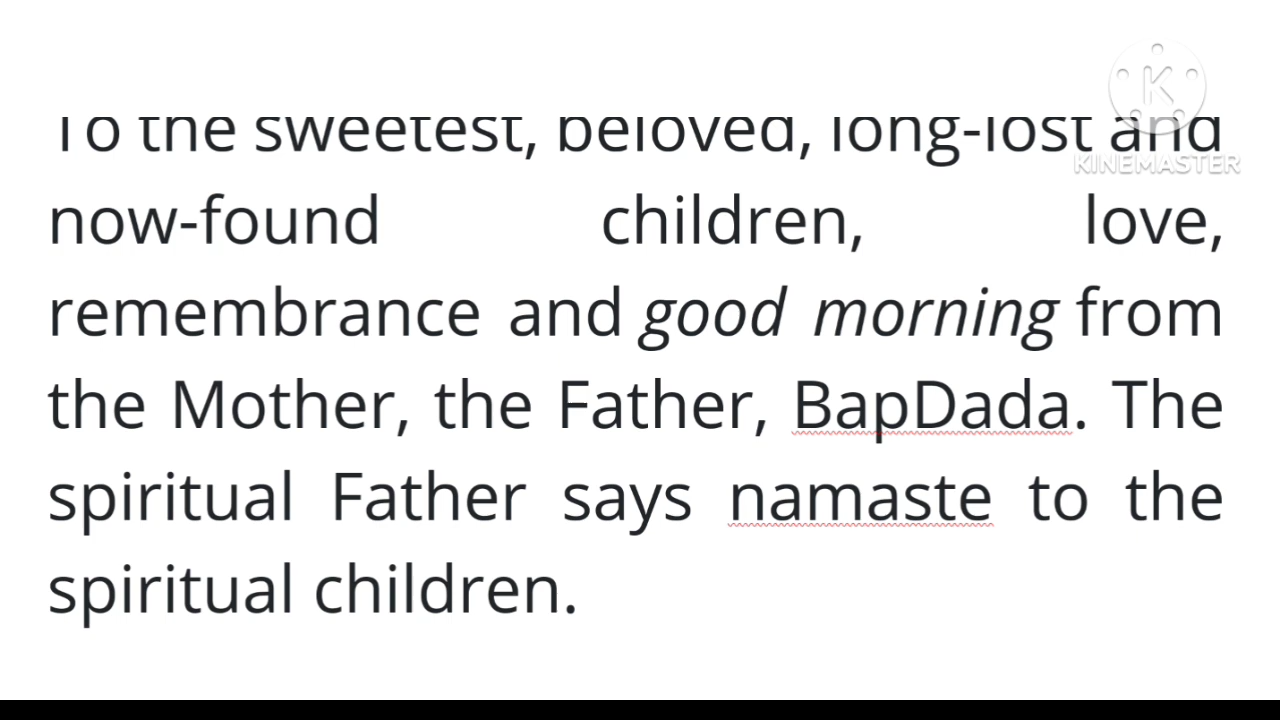 To the sweetest, beloved, long-lost and
now-found children, love,
remembrance and good morning from
the Mother, the Father, BapDada. The
spiritual Father says namaste to the
spiritual children.
K
KINEMASTER